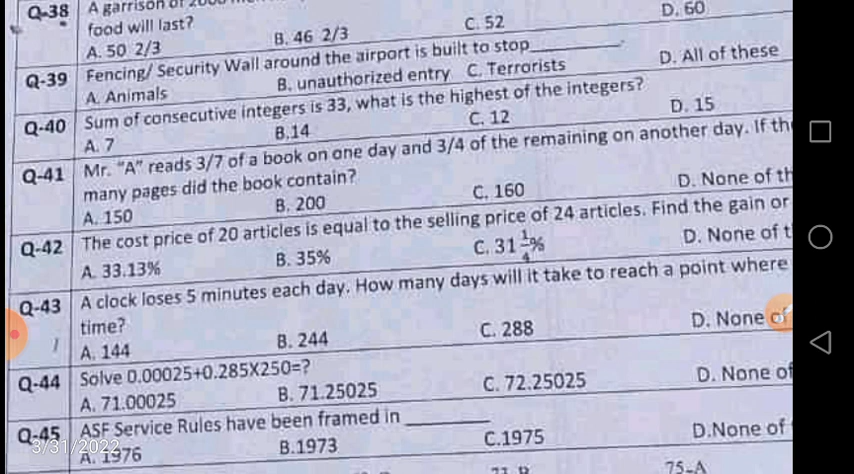 Q-38 A garrison of
food will last?
A. 50 2/3 B. 46 2/3 C. 52 D. 60
Q-39 Fencing/ Security Wall around the airport is built to stop________.
A. Animals B. unauthorized entry C. Terrorists D. All of these
Q-40 Sum of consecutive integers is 33, what is the highest of the integers?
A. 7 B.14 C. 12 D. 15
Q-41 Mr. "A" reads 3/7 of a book on one day and 3/4 of the remaining on another day. If th
many pages did the book contain?
A. 150 B. 200 C. 160 D. None of th
Q-42 The cost price of 20 articles is equal to the selling price of 24 articles. Find the gain or
A. 33.13% B. 35% C. 31 1/4% D. None of t
Q-43 A clock loses 5 minutes each day. How many days will it take to reach a point where
time?
A. 144 B. 244 C. 288 D. None of
Q-44 Solve 0.00025+0.285X250=?
A. 71.00025 B. 71.25025 C. 72.25025 D. None of
Q-45 ASF Service Rules have been framed in ________
A. 1976 B.1973 C.1975 D.None of
3/31/2022
75-A